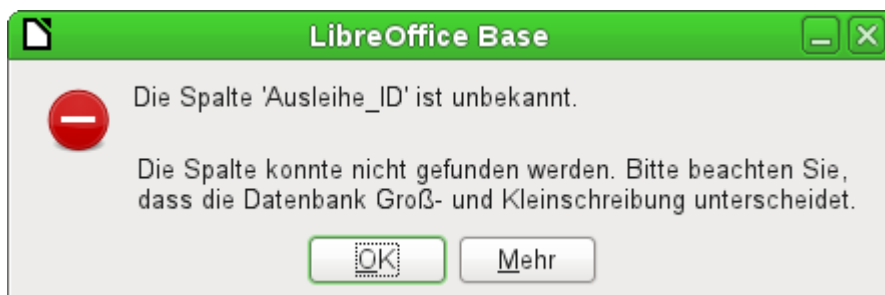 LibreOffice Base
Die Spalte 'Ausleihe_ID' ist unbekannt.
Die Spalte konnte nicht gefunden werden. Bitte beachten Sie,
dass die Datenbank Groß- und Kleinschreibung unterscheidet.
OK
Mehr